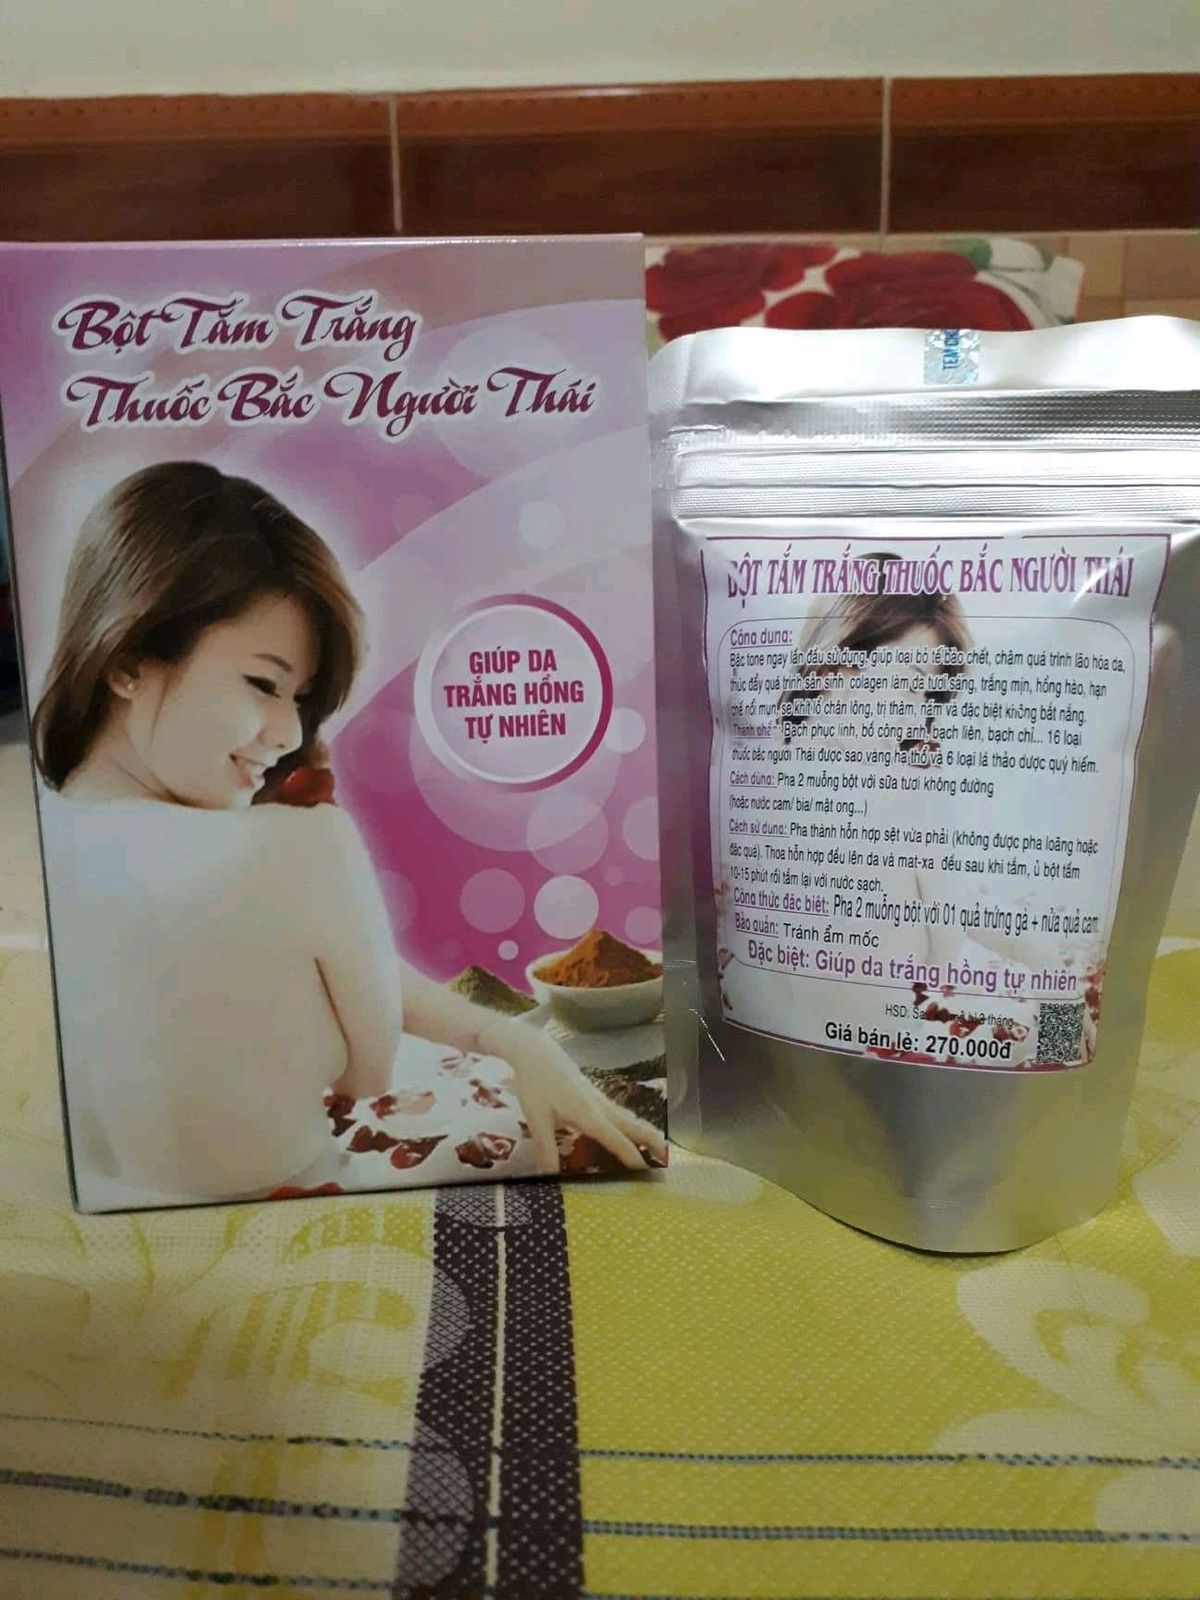 Bột Tắm Trắng
Thuốc Bắc Người Thái
GIÚP DA
TRẮNG HỒNG
TỰ NHIÊN
TEM
BỘT TẮM TRẮNG THUỐC BẮC NGƯỜI THÁI
Công dụng:
Bậc tone ngay lần đầu sử dụng, giúp loại bỏ tế bào chết, chậm quá trình lão hóa da,
thúc đẩy quá trình sản sinh colagen làm da tươi sáng, trắng mịn, hồng hào, hạn
chế nổi mụn, se khít lỗ chân lông, trị thâm, nám và đặc biệt không bắt nắng.
Thành Bạch phục linh, bồ công anh, bạch liên, bạch chỉ... 16 loại
thuốc bắc người Thái được sao vàng hạ thổ và 6 loại lá thảo dược quý hiếm.
Cách dùng: Pha 2 muỗng bột với sữa tươi không đường
(hoặc nước cam/ bia/ mật ong...)
Cách sử dụng: Pha thành hỗn hợp sệt vừa phải (không được pha loãng hoặc
đặc quá). Thoa hỗn hợp đều lên da và mat-xa đều sau khi tắm, ủ bột tắm
10-15 phút rồi tắm lại với nước sạch.
Công thức đặc biệt: Pha 2 muỗng bột với 01 quả trứng gà + nửa quả cam
Bảo quản: Tránh ẩm mốc
Đặc biệt: Giúp da trắng hồng tự nhiên
HSD: tháng
Giá bán lẻ: 270.000đ